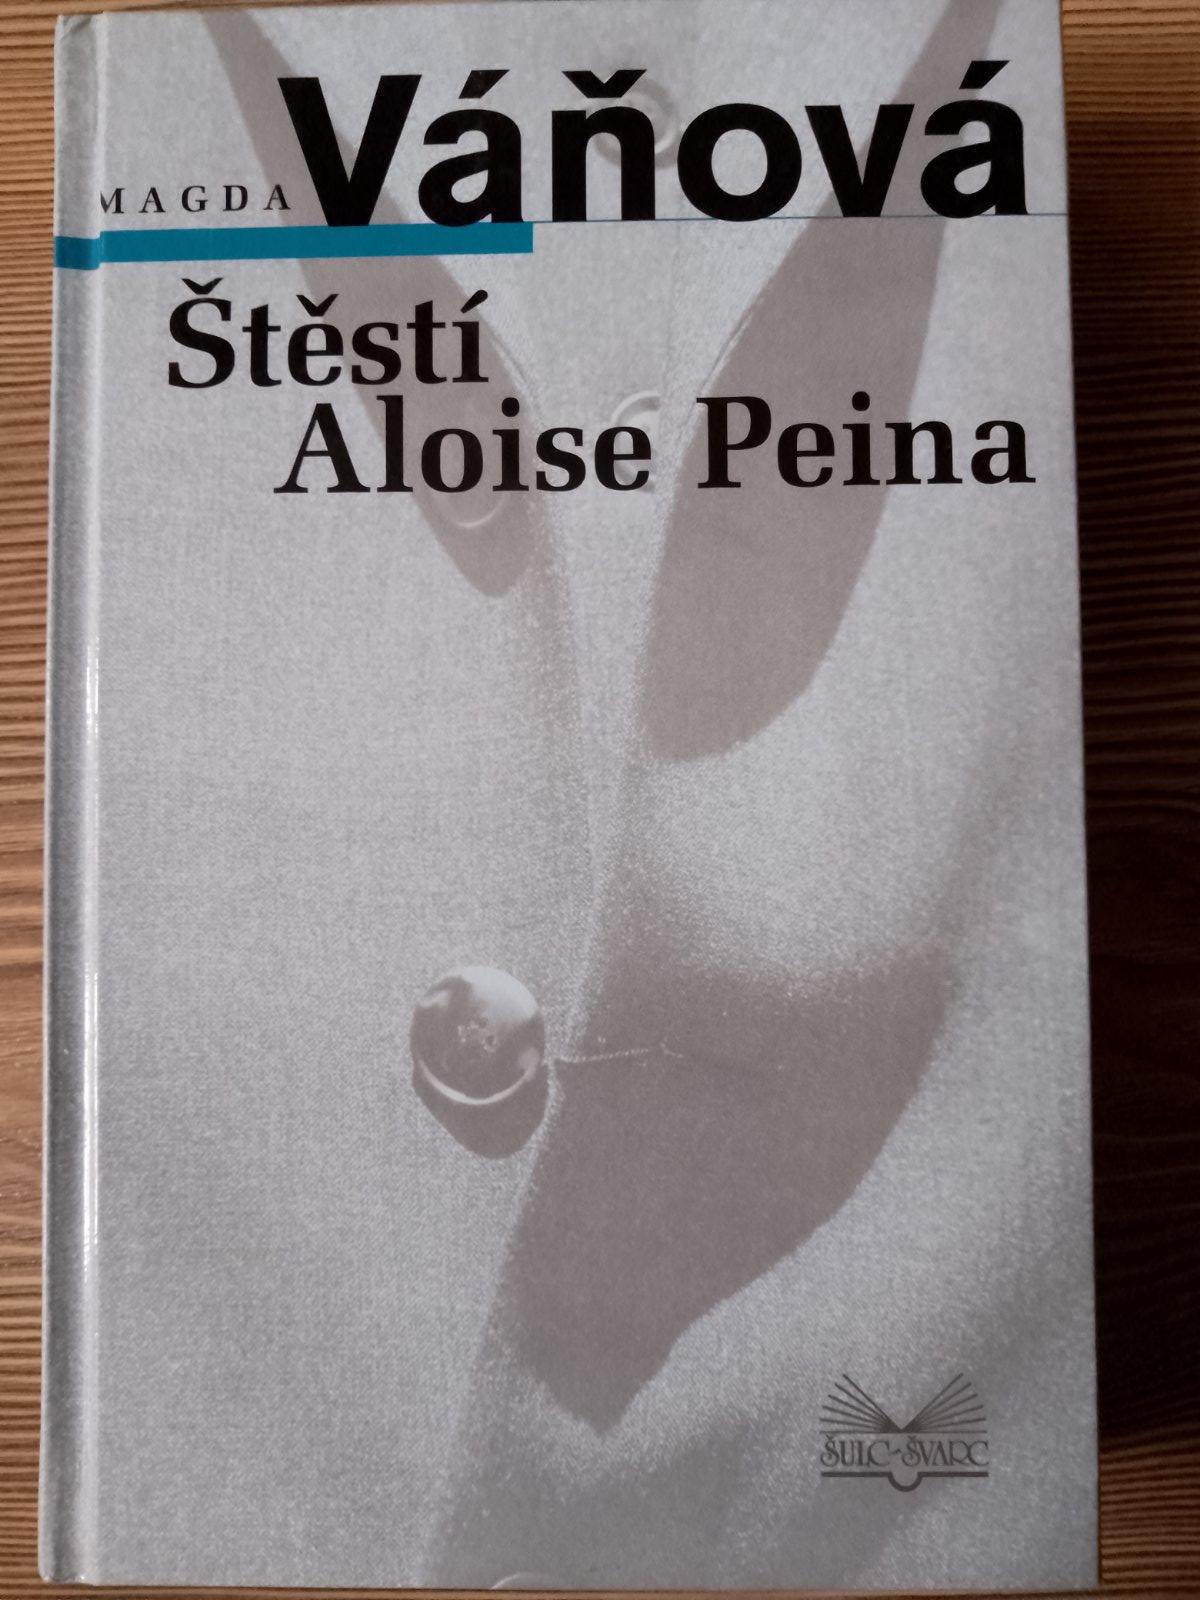 MAGDA Váňová
Štěstí
Aloise Peina
ŠULC-ŠVARC